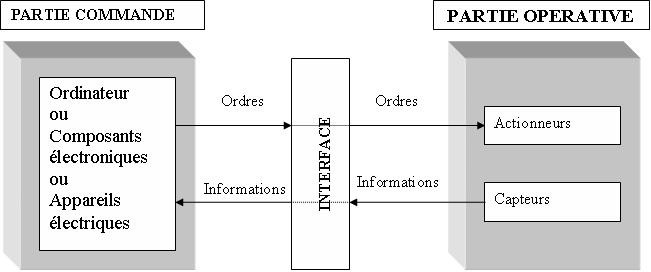 PARTIE COMMANDE
PARTIE OPERATIVE
Ordinateur
ou
Composants
électroniques
ou
Appareils
électriques
Ordres
Informations
INTERFACE
Ordres
Informations
Actionneurs
Capteurs